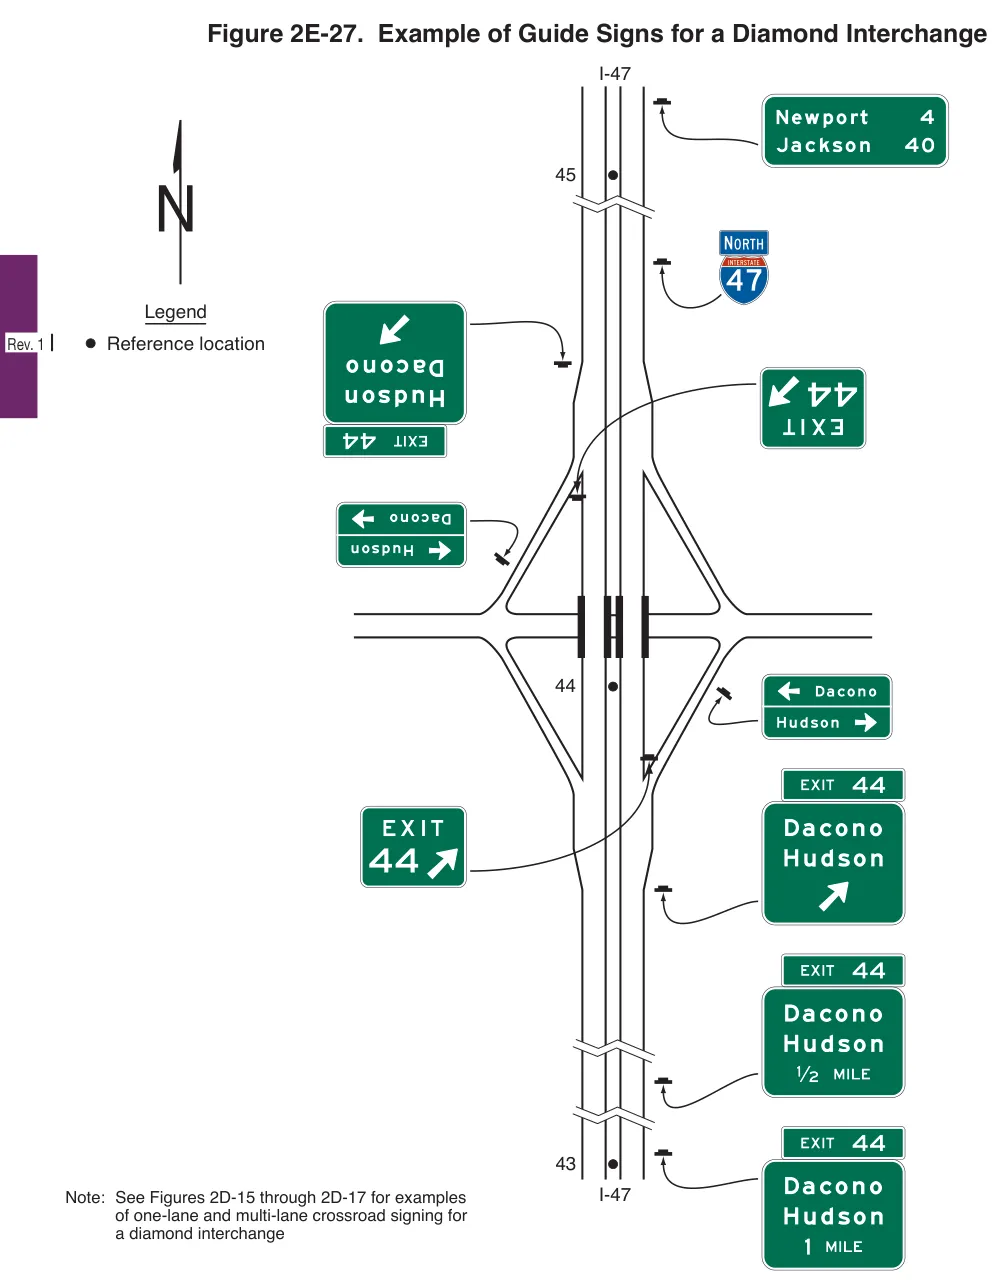 Figure 2E-27.  Example of Guide Signs for a Diamond Interchange
I-47
Newport 4
Jackson 40
45
N
NORTH
INTERSTATE
47
Legend
Reference location
Rev. 1
Hudson
Dacono
EXIT 44
EXIT
44
Dacono
Hudson
44
Dacono
Hudson
EXIT 44
Dacono
Hudson
EXIT
44
EXIT 44
Dacono
Hudson
1/2 MILE
43
I-47
EXIT 44
Dacono
Hudson
1 MILE
Note: See Figures 2D-15 through 2D-17 for examples
of one-lane and multi-lane crossroad signing for
a diamond interchange